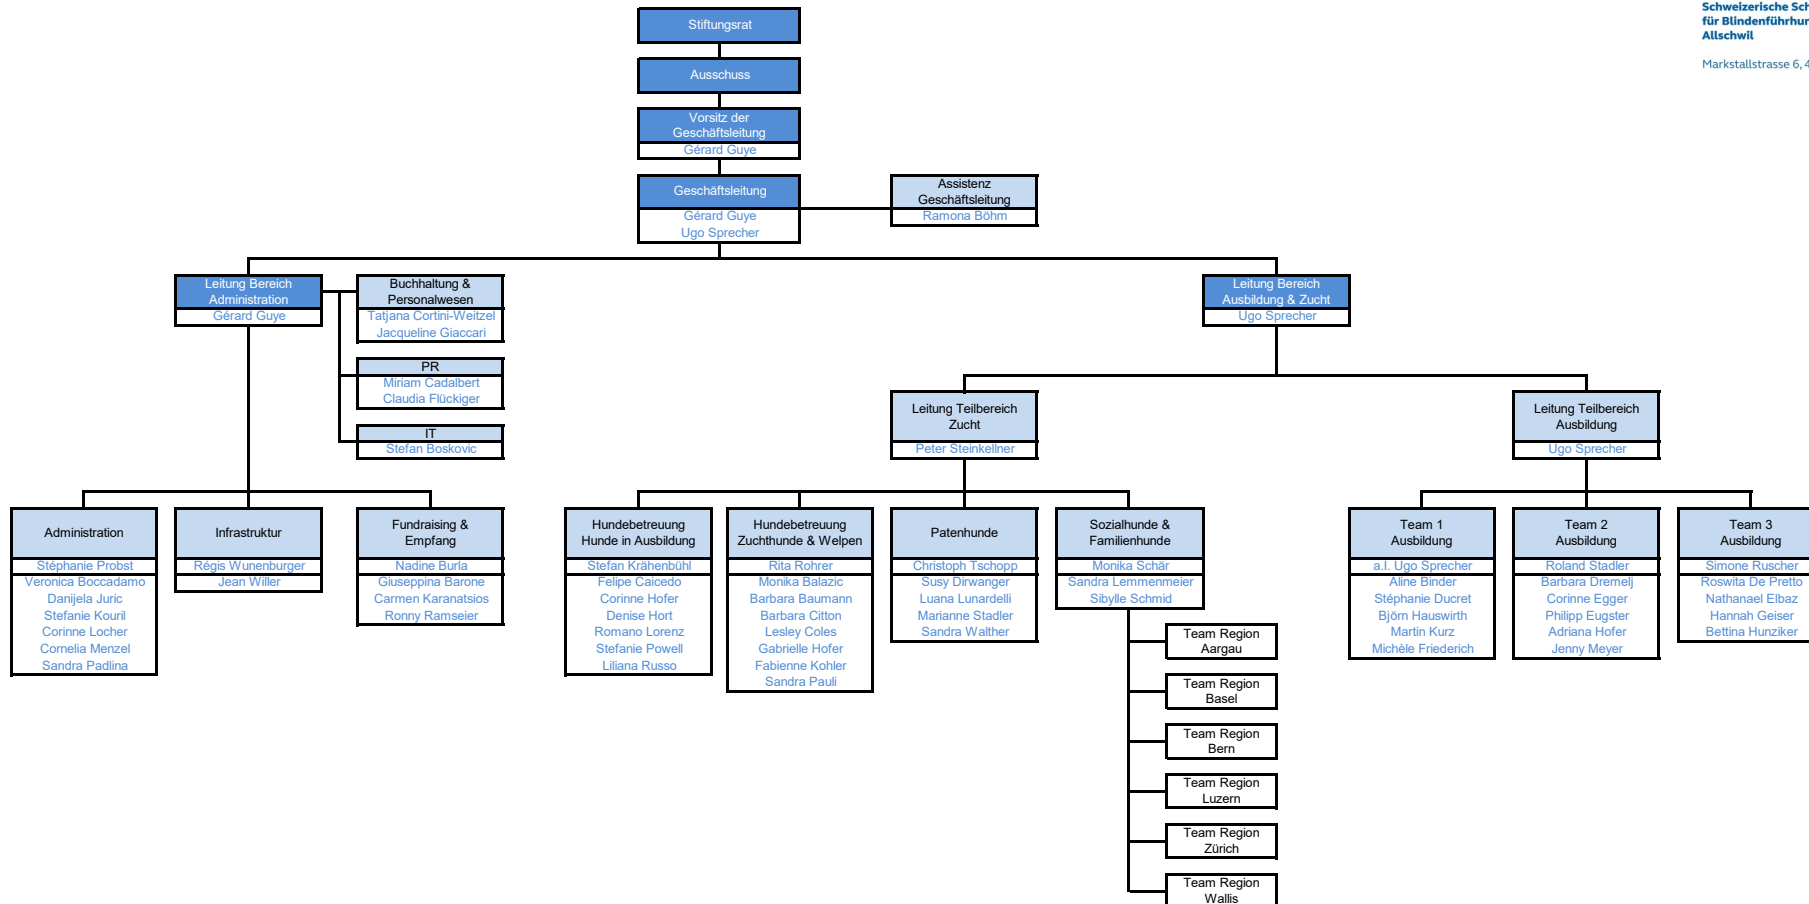 Schweizerische
für
Allschwil
Markstallstrasse 6,
Stiftungsrat
Ausschuss
Vorsitz der
Geschäftsleitung
Gérard Guye
Geschäftsleitung
Gérard Guye
Ugo Sprecher
Assistenz
Geschäftsleitung
Ramona Böhm
Leitung Bereich
Administration
Gérard Guye
Buchhaltung &
Personalwesen
Tatjana Cortini-Weitzel
Jacqueline Giaccari
PR
Miriam Cadalbert
Claudia Flückiger
IT
Stefan Boskovic
Leitung Bereich
Ausbildung & Zucht
Ugo Sprecher
Leitung Teilbereich
Zucht
Peter Steinkellner
Leitung Teilbereich
Ausbildung
Ugo Sprecher
Administration
Stéphanie Probst
Veronica Boccadamo
Danijela Juric
Stefanie Kouril
Corinne Locher
Cornelia Menzel
Sandra Padlina
Infrastruktur
Régis Wunenburger
Jean Willer
Fundraising &
Empfang
Nadine Burla
Giuseppina Barone
Carmen Karanatsios
Ronny Ramseier
Hundebetreuung
Hunde in Ausbildung
Stefan Krähenbühl
Felipe Caicedo
Corinne Hofer
Denise Hort
Romano Lorenz
Stefanie Powell
Liliana Russo
Hundebetreuung
Zuchthunde & Welpen
Rita Rohrer
Monika Balazic
Barbara Baumann
Barbara Citton
Lesley Coles
Gabrielle Hofer
Fabienne Kohler
Sandra Pauli
Patenhunde
Christoph Tschopp
Susy Dirwanger
Luana Lunardelli
Marianne Stadler
Sandra Walther
Sozialhunde &
Familienhunde
Monika Schär
Sandra Lemmenmeier
Sibylle Schmid
Team Region
Aargau
Team Region
Basel
Team Region
Bern
Team Region
Luzern
Team Region
Zürich
Team Region
Wallis
Team 1
Ausbildung
a.I. Ugo Sprecher
Aline Binder
Stéphanie Ducret
Björn Hauswirth
Martin Kurz
Michèle Friederich
Team 2
Ausbildung
Roland Stadler
Barbara Dremelj
Corinne Egger
Philipp Eugster
Adriana Hofer
Jenny Meyer
Team 3
Ausbildung
Simone Ruscher
Roswita De Pretto
Nathanael Elbaz
Hannah Geiser
Bettina Hunziker